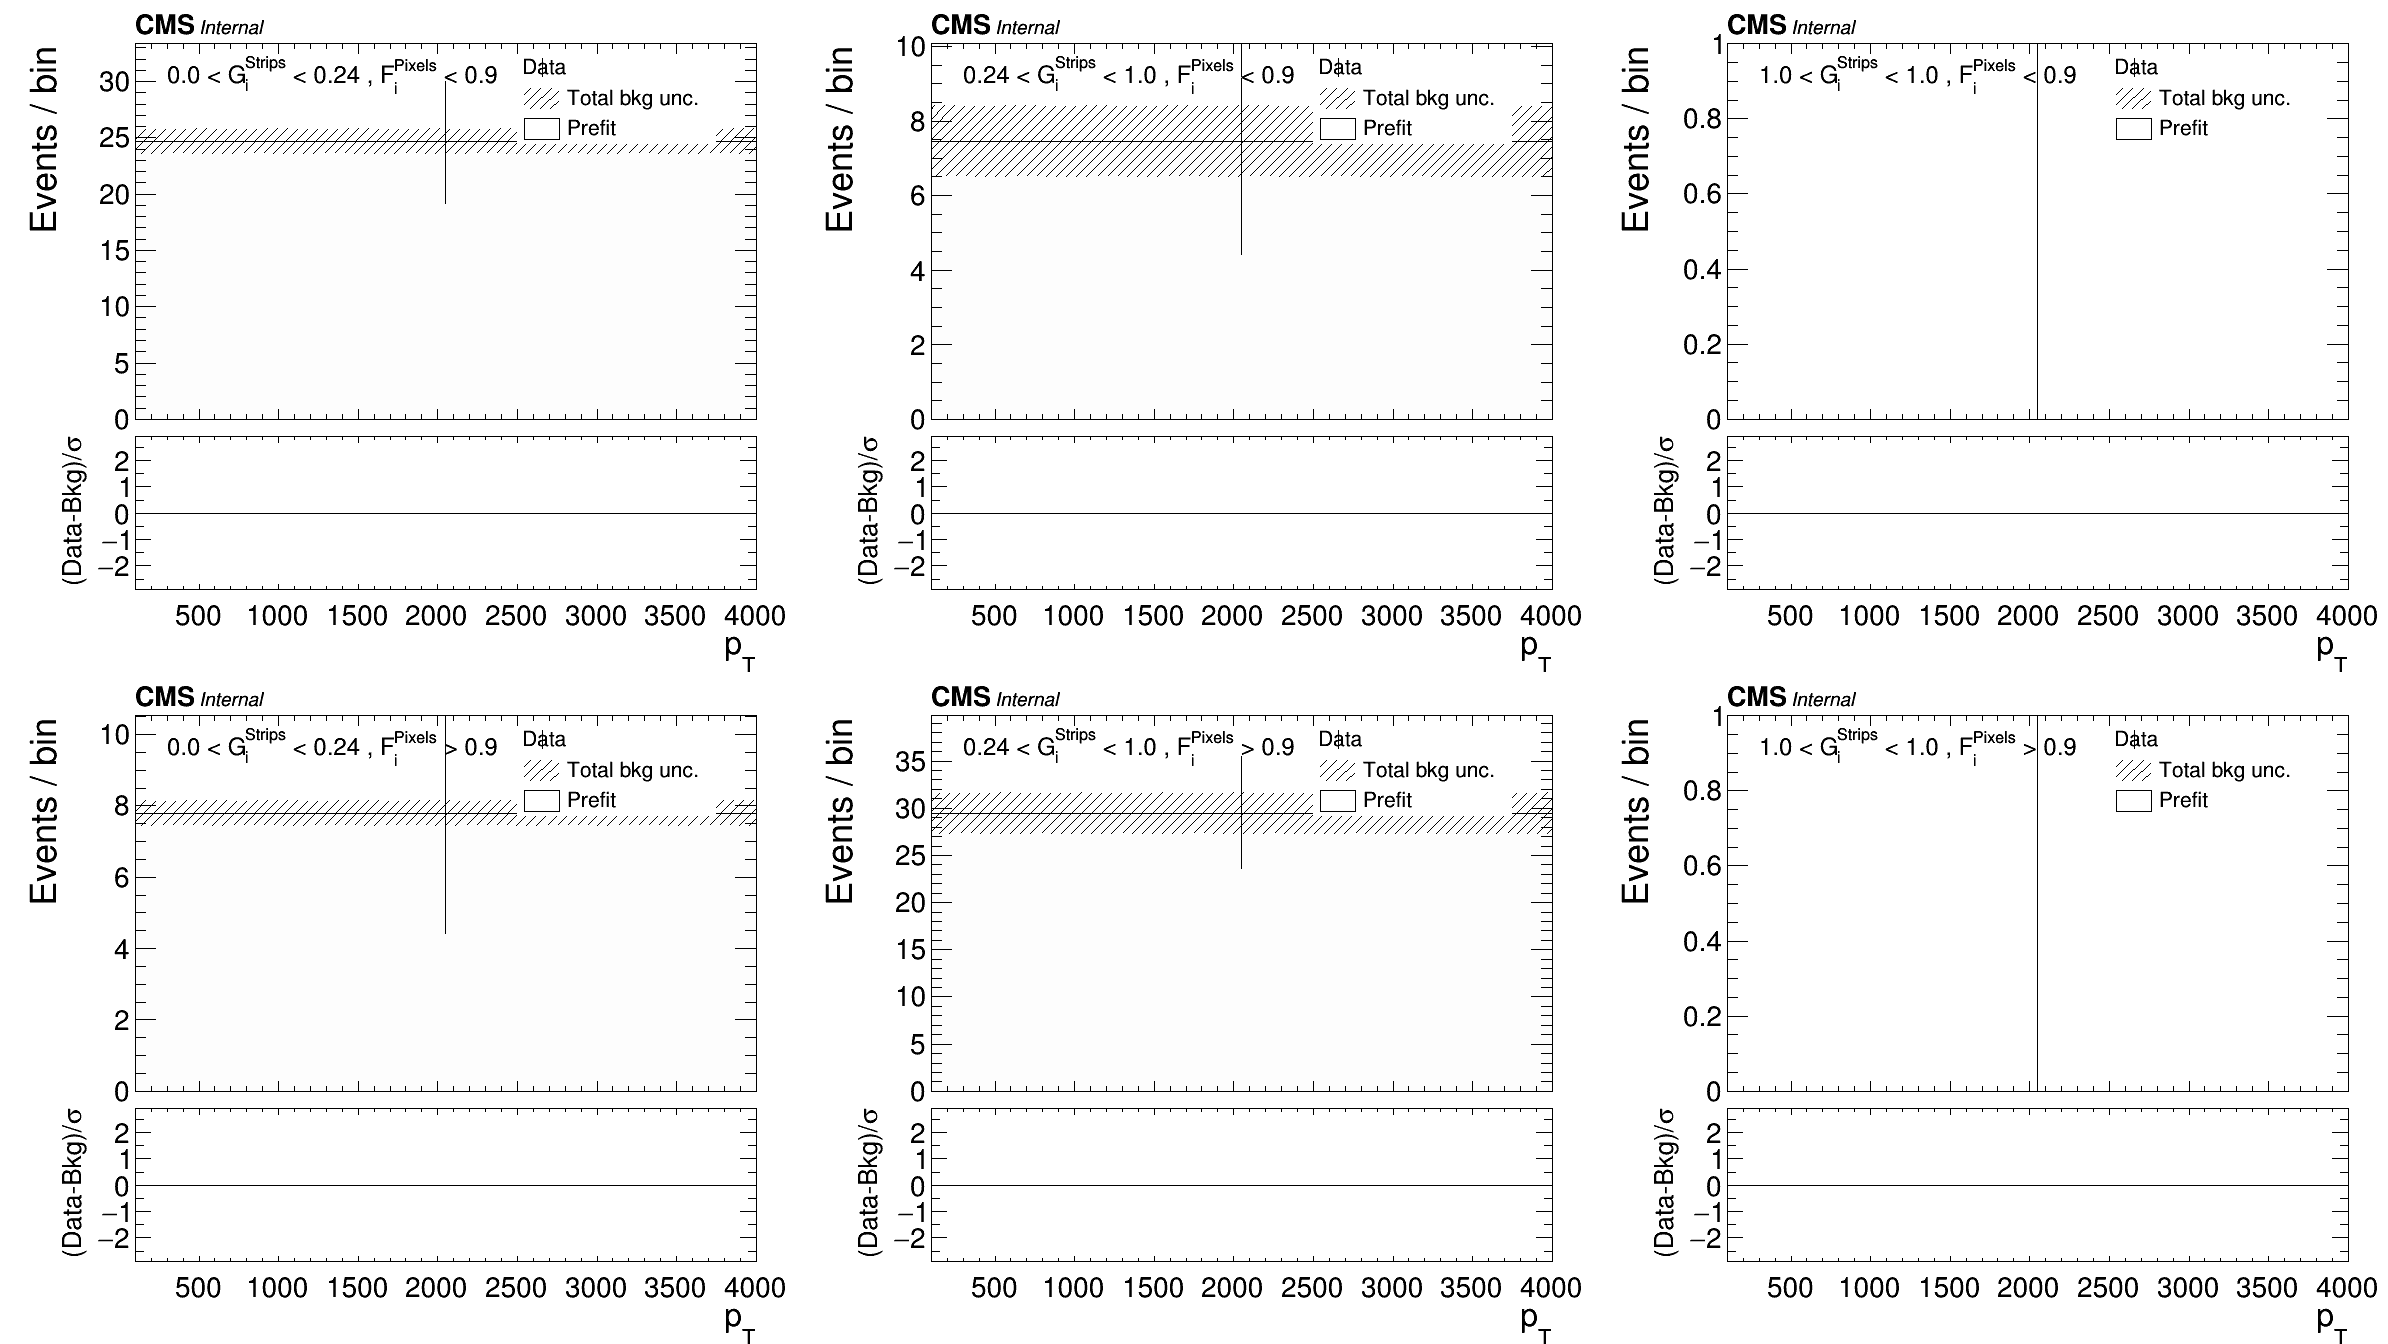 CMS Internal
Events / bin
0.0 < G_i^Strips < 0.24 , F_i^Pixels < 0.9
Data
Total bkg unc.
Prefit
30
25
20
15
10
5
0
(Data-Bkg)/σ
2
1
0
−1
−2
500 1000 1500 2000 2500 3000 3500 4000
p_T
CMS Internal
Events / bin
0.24 < G_i^Strips < 1.0 , F_i^Pixels < 0.9
Data
Total bkg unc.
Prefit
10
8
6
4
2
0
(Data-Bkg)/σ
2
1
0
−1
−2
500 1000 1500 2000 2500 3000 3500 4000
p_T
CMS Internal
Events / bin
1.0 < G_i^Strips < 1.0 , F_i^Pixels < 0.9
Data
Total bkg unc.
Prefit
1
0.8
0.6
0.4
0.2
0
(Data-Bkg)/σ
2
1
0
−1
−2
500 1000 1500 2000 2500 3000 3500 4000
p_T
CMS Internal
Events / bin
0.0 < G_i^Strips < 0.24 , F_i^Pixels > 0.9
Data
Total bkg unc.
Prefit
10
8
6
4
2
0
(Data-Bkg)/σ
2
1
0
−1
−2
500 1000 1500 2000 2500 3000 3500 4000
p_T
CMS Internal
Events / bin
0.24 < G_i^Strips < 1.0 , F_i^Pixels > 0.9
Data
Total bkg unc.
Prefit
35
30
25
20
15
10
5
0
(Data-Bkg)/σ
2
1
0
−1
−2
500 1000 1500 2000 2500 3000 3500 4000
p_T
CMS Internal
Events / bin
1.0 < G_i^Strips < 1.0 , F_i^Pixels > 0.9
Data
Total bkg unc.
Prefit
1
0.8
0.6
0.4
0.2
0
(Data-Bkg)/σ
2
1
0
−1
−2
500 1000 1500 2000 2500 3000 3500 4000
p_T